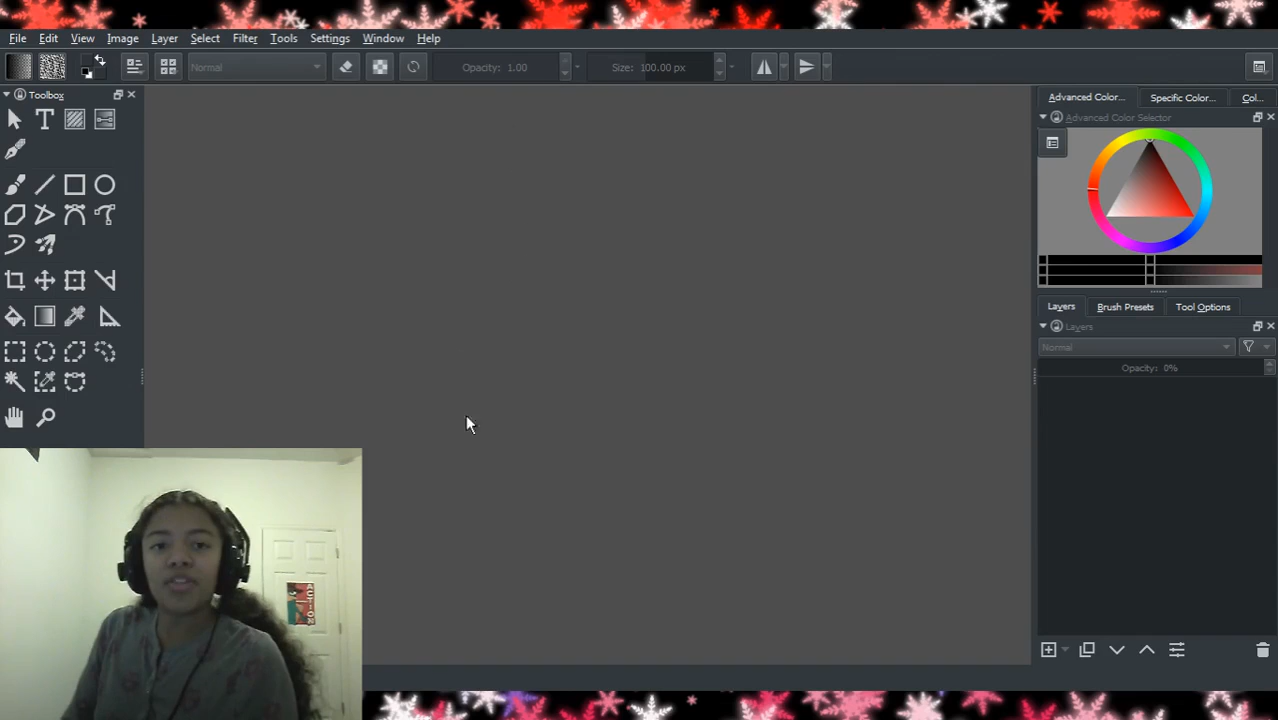 File Edit View Image Layer Select Filter Tools Settings Window Help
Normal Opacity: 1.00 Size: 100.00 px
Toolbox
Advanced Color... Specific Color... Col...
Advanced Color Selector
Layers Brush Presets Tool Options
Layers
Normal
Opacity: 0%
ACTION